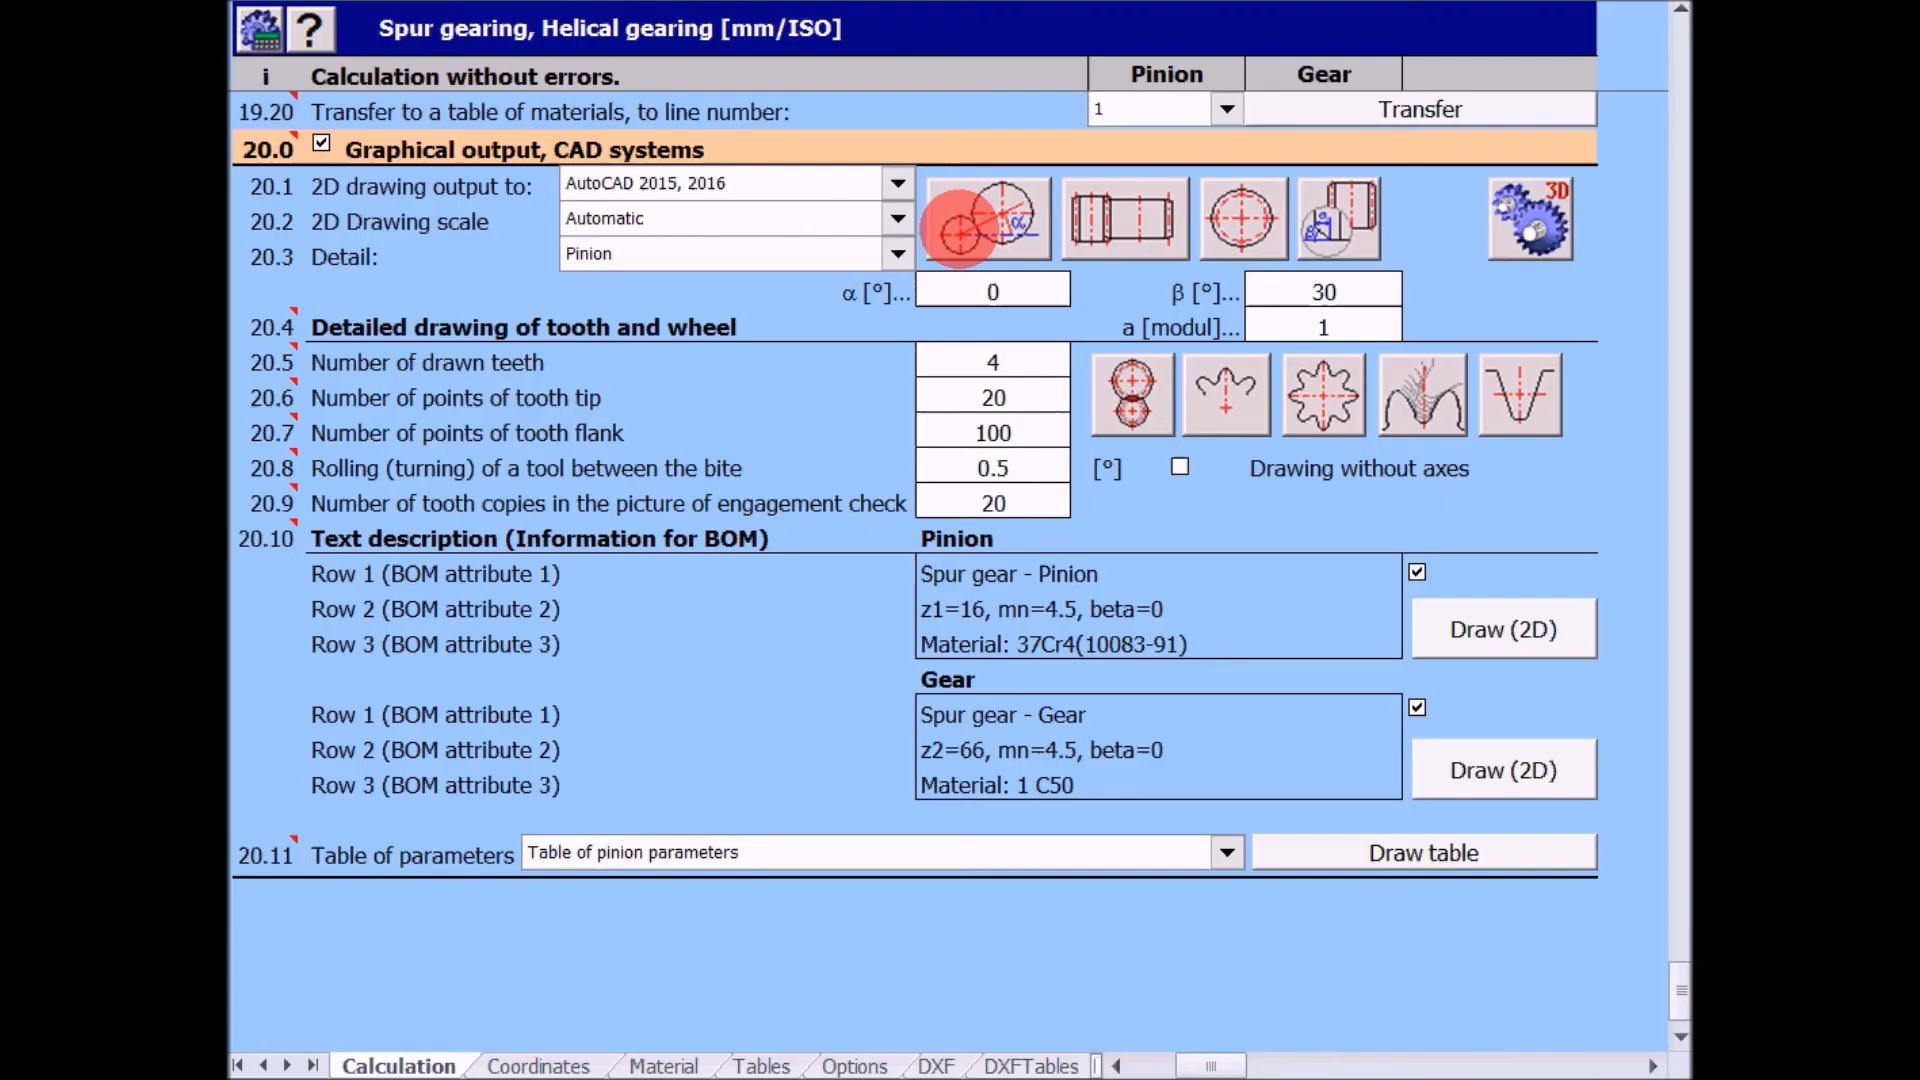 ? Spur gearing, Helical gearing [mm/ISO]
i Calculation without errors. Pinion Gear
19.20 Transfer to a table of materials, to line number: 1 Transfer
20.0 Graphical output, CAD systems
20.1 2D drawing output to: AutoCAD 2015, 2016
20.2 2D Drawing scale Automatic
20.3 Detail: Pinion
α
β
3D
α [°]... 0 β [°]... 30
20.4 Detailed drawing of tooth and wheel a [modul]... 1
20.5 Number of drawn teeth 4
20.6 Number of points of tooth tip 20
20.7 Number of points of tooth flank 100
20.8 Rolling (turning) of a tool between the bite 0.5 [°] Drawing without axes
20.9 Number of tooth copies in the picture of engagement check 20
20.10 Text description (Information for BOM) Pinion
Row 1 (BOM attribute 1) Spur gear - Pinion
Row 2 (BOM attribute 2) z1=16, mn=4.5, beta=0
Draw (2D)
Row 3 (BOM attribute 3) Material: 37Cr4(10083-91)
Gear
Row 1 (BOM attribute 1) Spur gear - Gear
Row 2 (BOM attribute 2) z2=66, mn=4.5, beta=0
Draw (2D)
Row 3 (BOM attribute 3) Material: 1 C50
20.11 Table of parameters Table of pinion parameters Draw table
Calculation Coordinates Material Tables Options DXF DXFTables